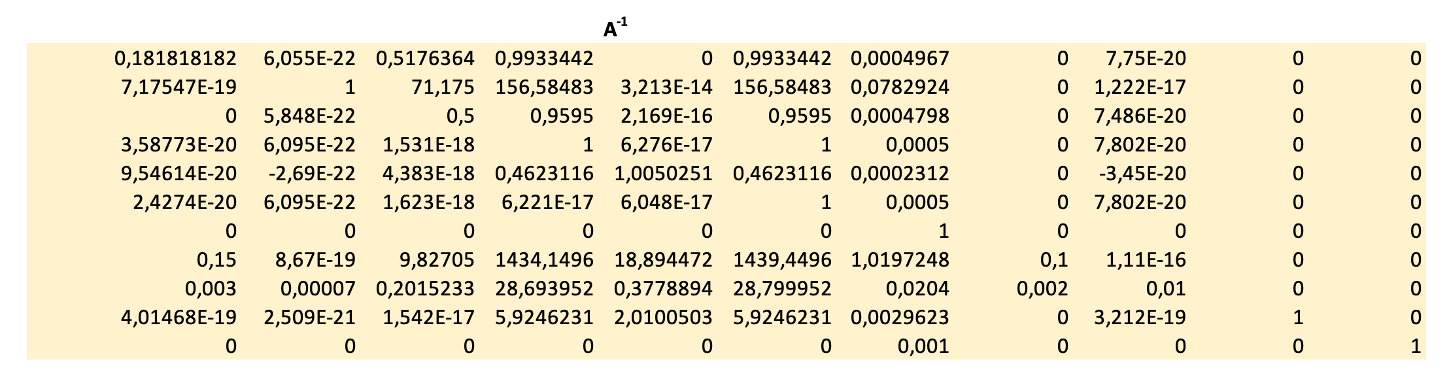 A-1
0,181818182 6,055E-22 0,5176364 0,9933442 0 0,9933442 0,0004967 0 7,75E-20 0 0
7,17547E-19 1 71,175 156,58483 3,213E-14 156,58483 0,0782924 0 1,222E-17 0 0
0 5,848E-22 0,5 0,9595 2,169E-16 0,9595 0,0004798 0 7,486E-20 0 0
3,58773E-20 6,095E-22 1,531E-18 1 6,276E-17 1 0,0005 0 7,802E-20 0 0
9,54614E-20 -2,69E-22 4,383E-18 0,4623116 1,0050251 0,4623116 0,0002312 0 -3,45E-20 0 0
2,4274E-20 6,095E-22 1,623E-18 6,221E-17 6,048E-17 1 0,0005 0 7,802E-20 0 0
0 0 0 0 0 0 1 0 0 0 0
0,15 8,67E-19 9,82705 1434,1496 18,894472 1439,4496 1,0197248 0,1 1,11E-16 0 0
0,003 0,00007 0,2015233 28,693952 0,3778894 28,799952 0,0204 0,002 0,01 0 0
4,01468E-19 2,509E-21 1,542E-17 5,9246231 2,0100503 5,9246231 0,0029623 0 3,212E-19 1 0
0 0 0 0 0 0 0,001 0 0 0 1